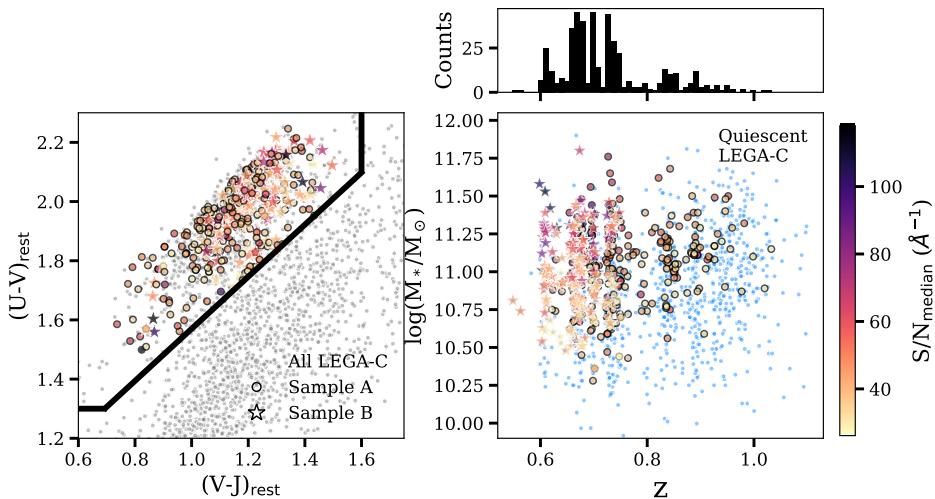 Counts
25
0
2.2
2.0
1.8
1.6
1.4
1.2
(U-V)rest
All LEGA-C
Sample A
Sample B
0.6 0.8 1.0 1.2 1.4 1.6
(V-J)rest
12.00
11.75
11.50
11.25
11.00
10.75
10.50
10.25
10.00
log(M*/M⊙)
Quiescent
LEGA-C
0.6 0.8 1.0
z
100
80
60
40
S/Nmedian (Å−1)